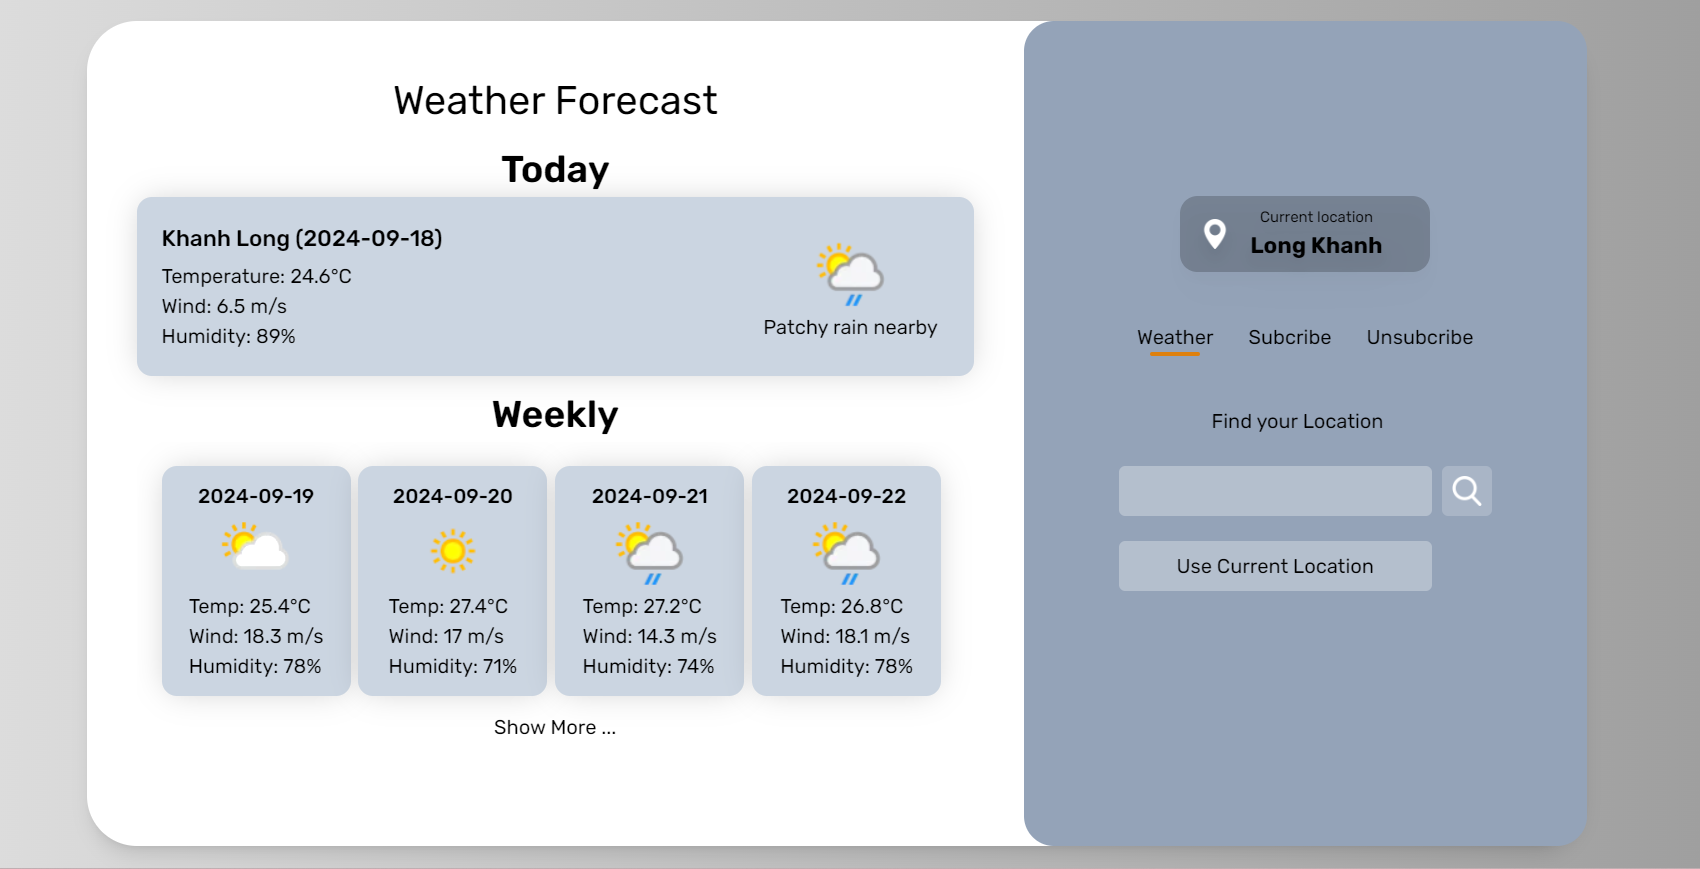 Weather Forecast
Today
Khanh Long (2024-09-18)
Temperature: 24.6°C
Wind: 6.5 m/s
Humidity: 89%
Patchy rain nearby
Weekly
2024-09-19
Temp: 25.4°C
Wind: 18.3 m/s
Humidity: 78%
2024-09-20
Temp: 27.4°C
Wind: 17 m/s
Humidity: 71%
2024-09-21
Temp: 27.2°C
Wind: 14.3 m/s
Humidity: 74%
2024-09-22
Temp: 26.8°C
Wind: 18.1 m/s
Humidity: 78%
Show More ...
Current location
Long Khanh
Weather Subcribe Unsubcribe
Find your Location
Use Current Location